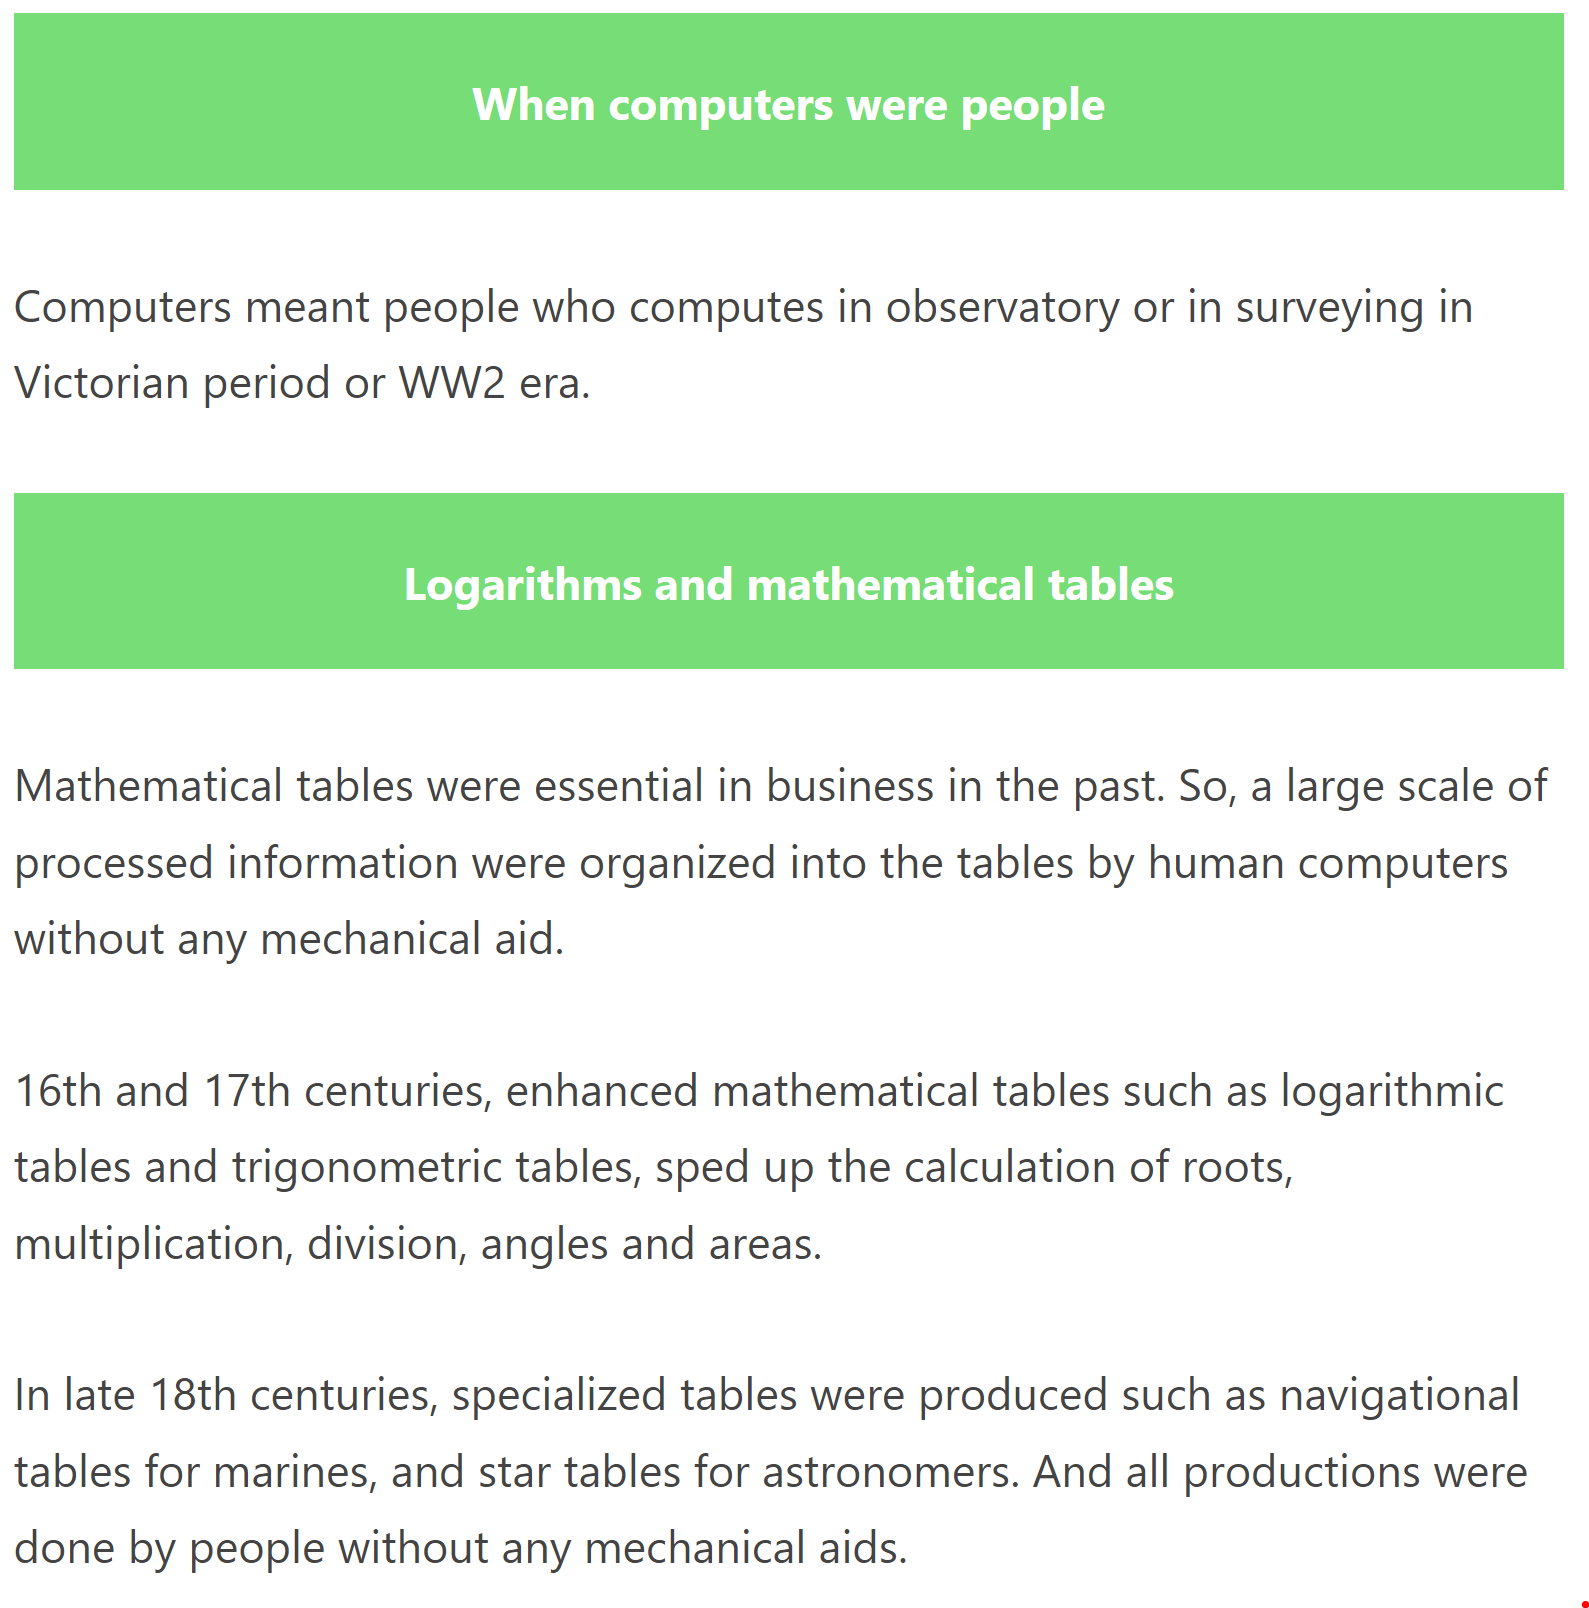 When computers were people
Computers meant people who computes in observatory or in surveying in
Victorian period or WW2 era.
Logarithms and mathematical tables
Mathematical tables were essential in business in the past. So, a large scale of
processed information were organized into the tables by human computers
without any mechanical aid.
16th and 17th centuries, enhanced mathematical tables such as logarithmic
tables and trigonometric tables, sped up the calculation of roots,
multiplication, division, angles and areas.
In late 18th centuries, specialized tables were produced such as navigational
tables for marines, and star tables for astronomers. And all productions were
done by people without any mechanical aids.